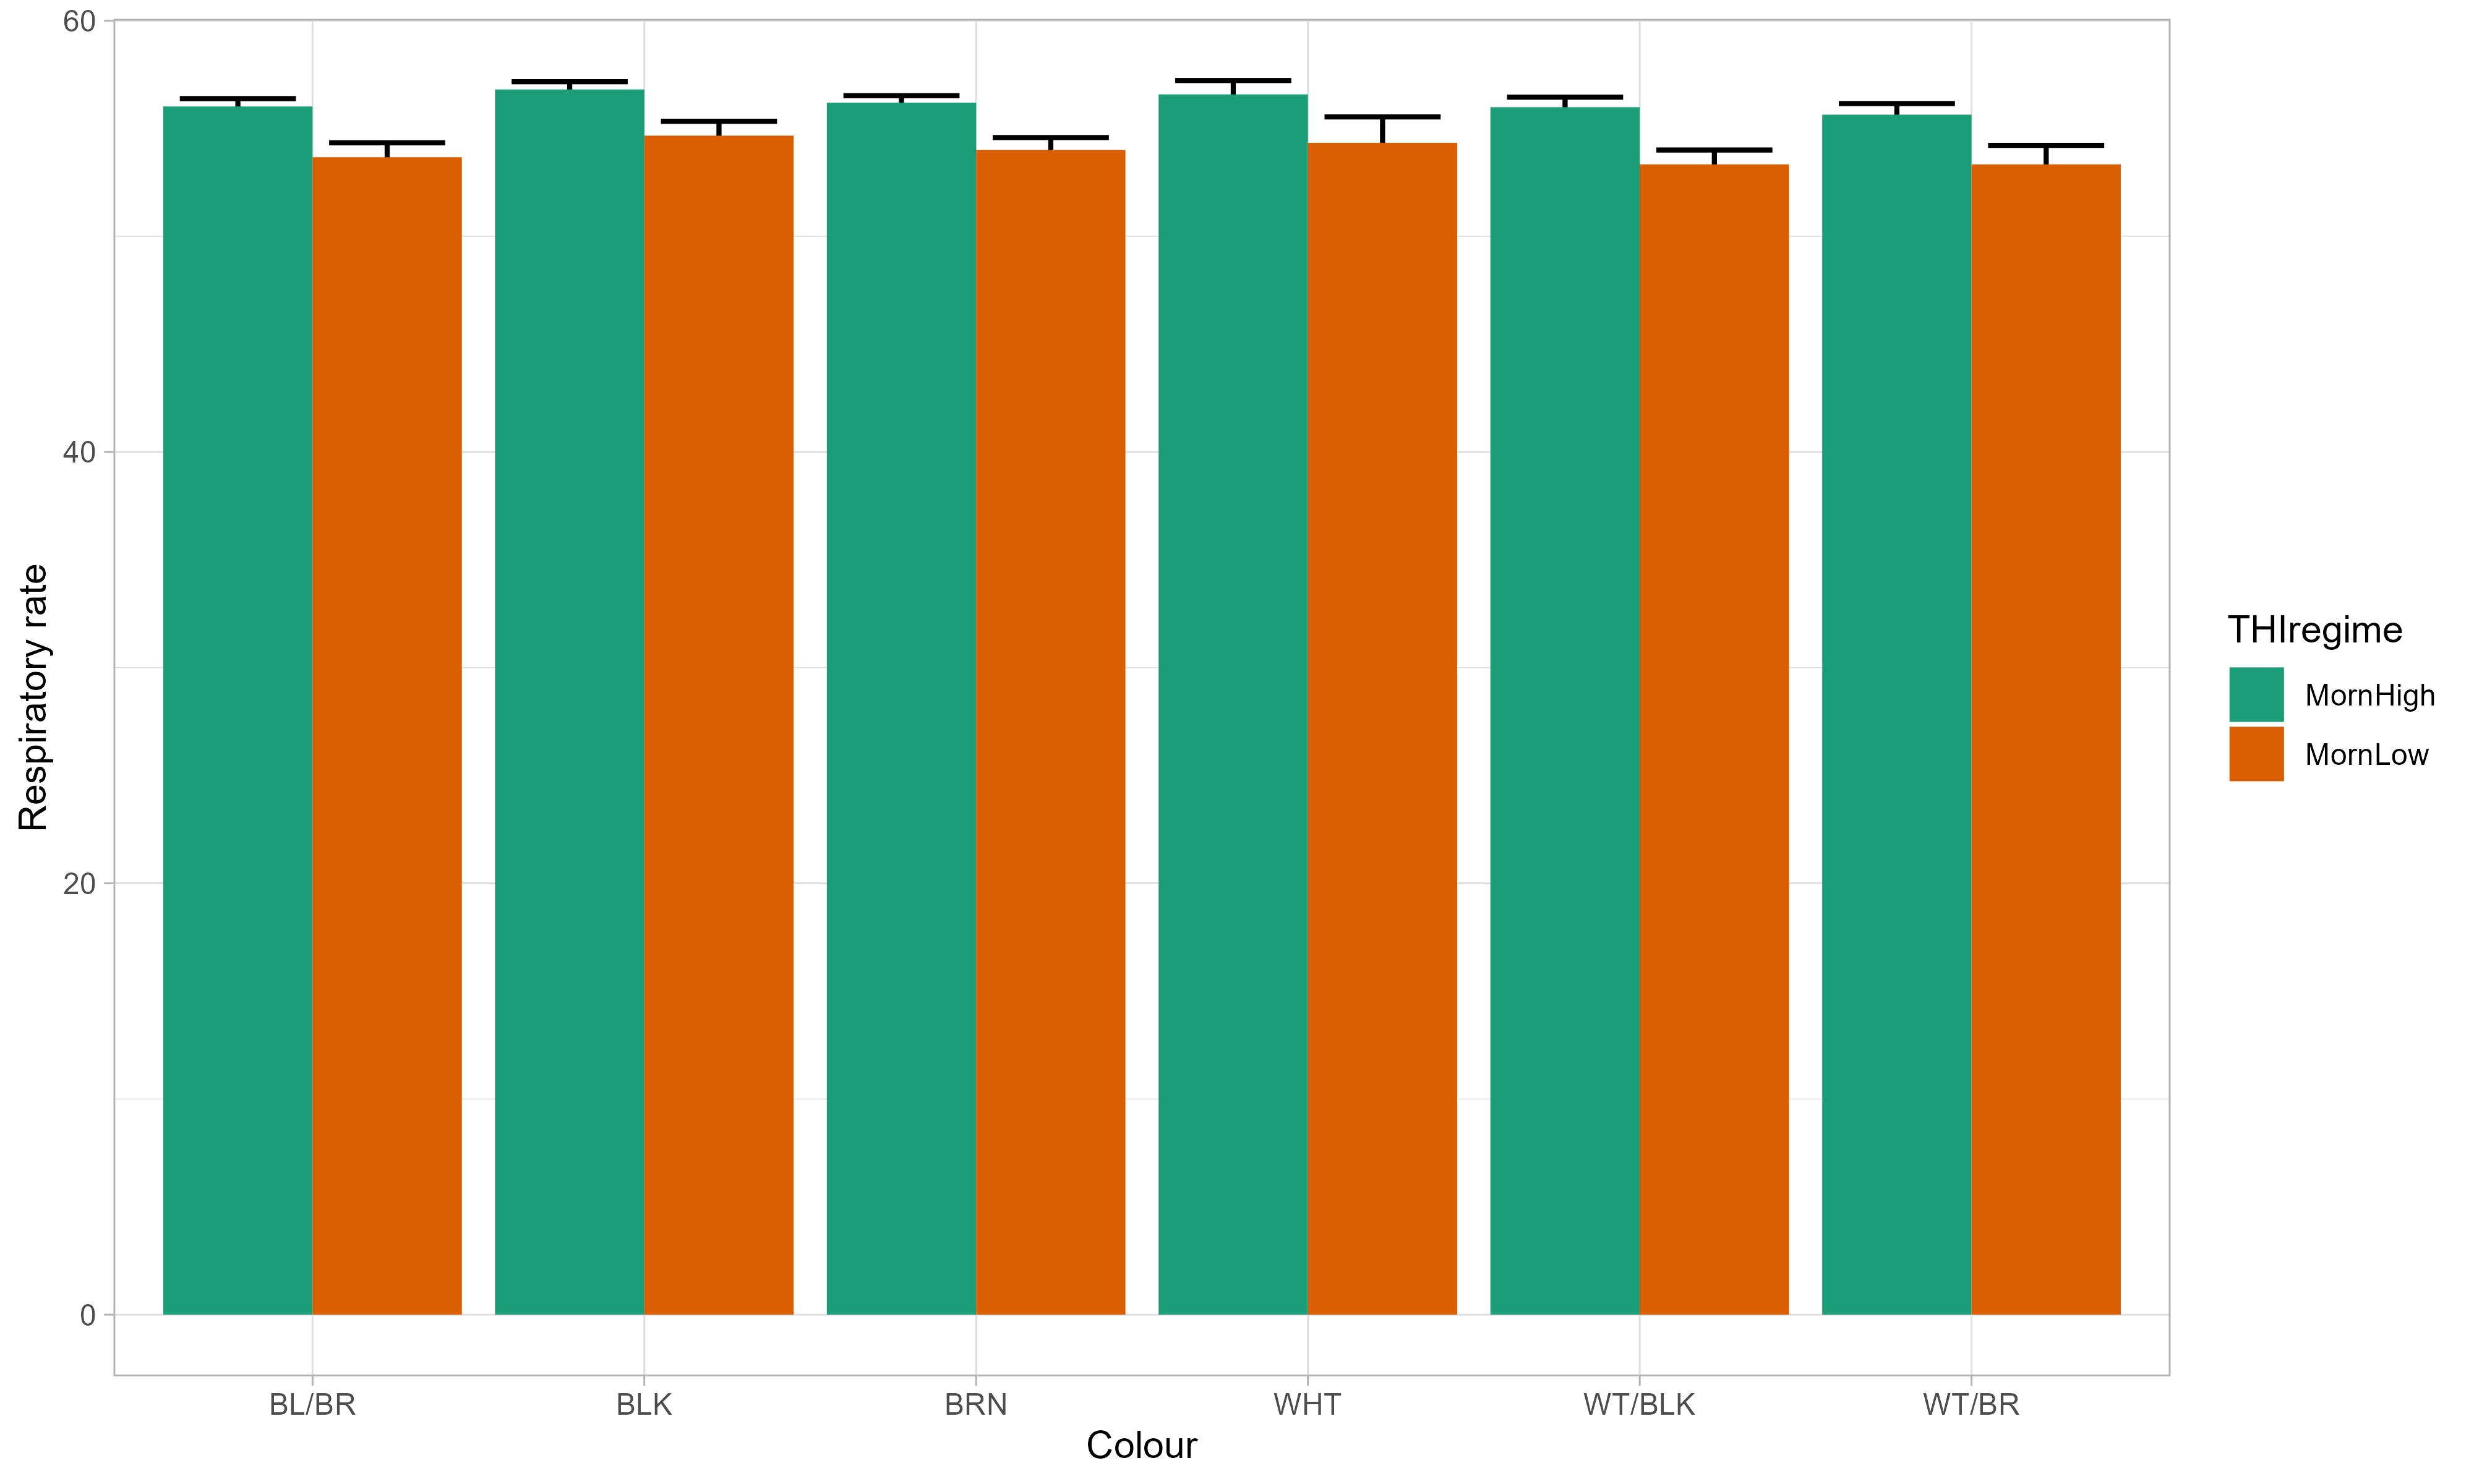 60
40
20
0
Respiratory rate
BL/BR
BLK
BRN
WHT
WT/BLK
WT/BR
Colour
THIregime
MornHigh
MornLow